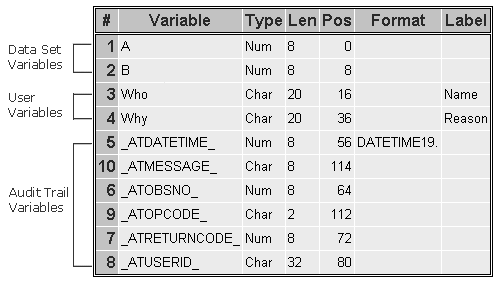 # Variable Type Len Pos Format Label
Data Set Variables
1 A Num 8 0
2 B Num 8 8
User Variables
3 Who Char 20 16 Name
4 Why Char 20 36 Reason
Audit Trail Variables
5 _ATDATETIME_ Num 8 56 DATETIME19.
10 _ATMESSAGE_ Char 8 114
6 _ATOBSNO_ Num 8 64
9 _ATOPCODE_ Char 2 112
7 _ATRETURNCODE_ Num 8 72
8 _ATUSERID_ Char 32 80